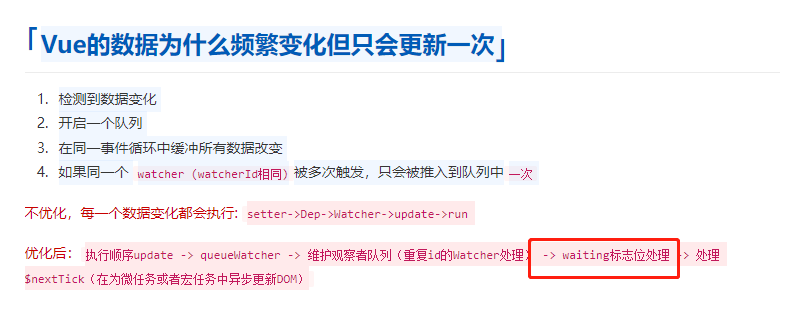 「Vue的数据为什么频繁变化但只会更新一次」
1. 检测到数据变化
2. 开启一个队列
3. 在同一事件循环中缓冲所有数据改变
4. 如果同一个 watcher (watcherId相同) 被多次触发，只会被推入到队列中 一次
不优化，每一个数据变化都会执行: setter->Dep->Watcher->update->run
优化后： 执行顺序update -> queueWatcher -> 维护观察者队列（重复id的Watcher处理） -> waiting标志位处理 -> 处理
$nextTick（在为微任务或者宏任务中异步更新DOM）